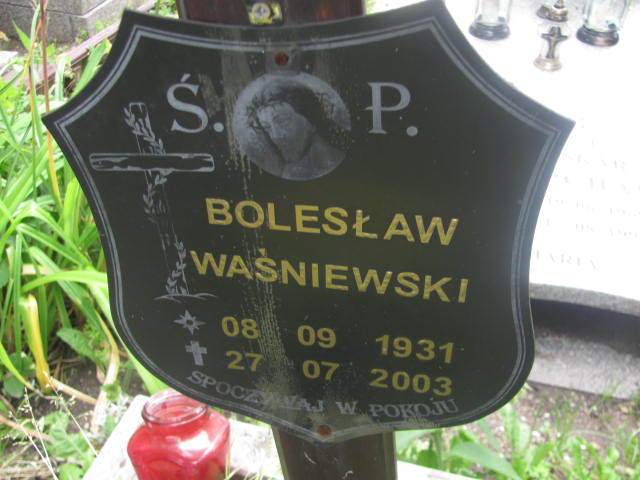 Ś. P.
BOLESŁAW
WAŚNIEWSKI
08 09 1931
27 07 2003
SPOCZYWAJ W POKOJU